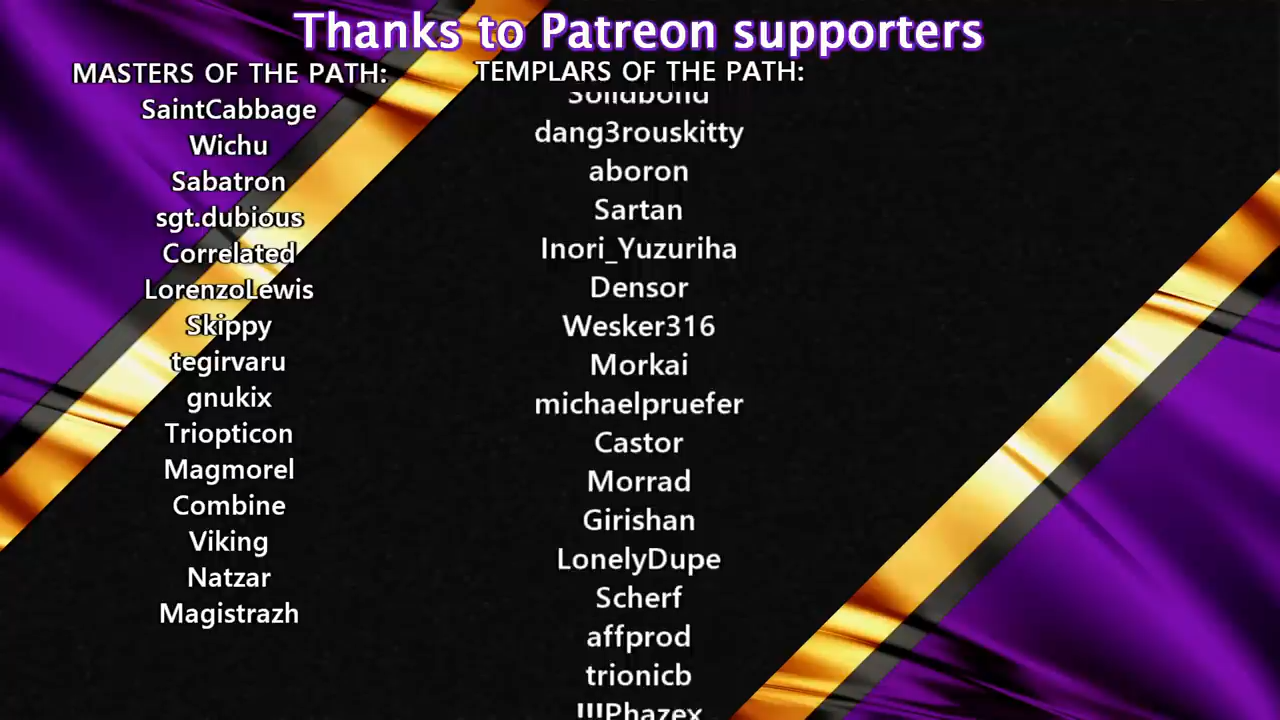 Thanks to Patreon supporters
MASTERS OF THE PATH:
SaintCabbage
Wichu
Sabatron
sgt.dubious
Correlated
LorenzoLewis
Skippy
tegirvaru
gnukix
Triopticon
Magmorel
Combine
Viking
Natzar
Magistrazh
TEMPLARS OF THE PATH:
dang3rouskitty
aboron
Sartan
Inori_Yuzuriha
Densor
Wesker316
Morkai
michaelpruefer
Castor
Morrad
Girishan
LonelyDupe
Scherf
affprod
trionicb
!!!Phazex